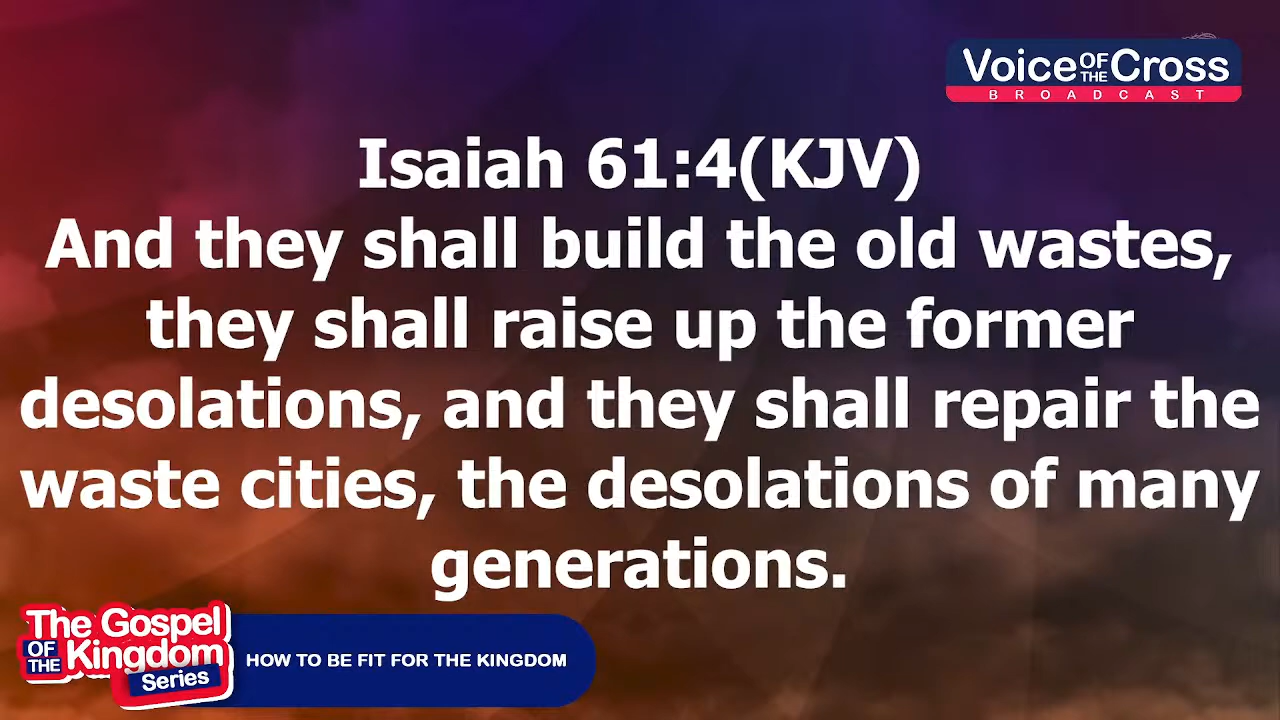 Voice OF THE Cross
BROADCAST
Isaiah 61:4(KJV)
And they shall build the old wastes,
they shall raise up the former
desolations, and they shall repair the
waste cities, the desolations of many
generations.
The Gospel
OF THE Kingdom
Series
HOW TO BE FIT FOR THE KINGDOM